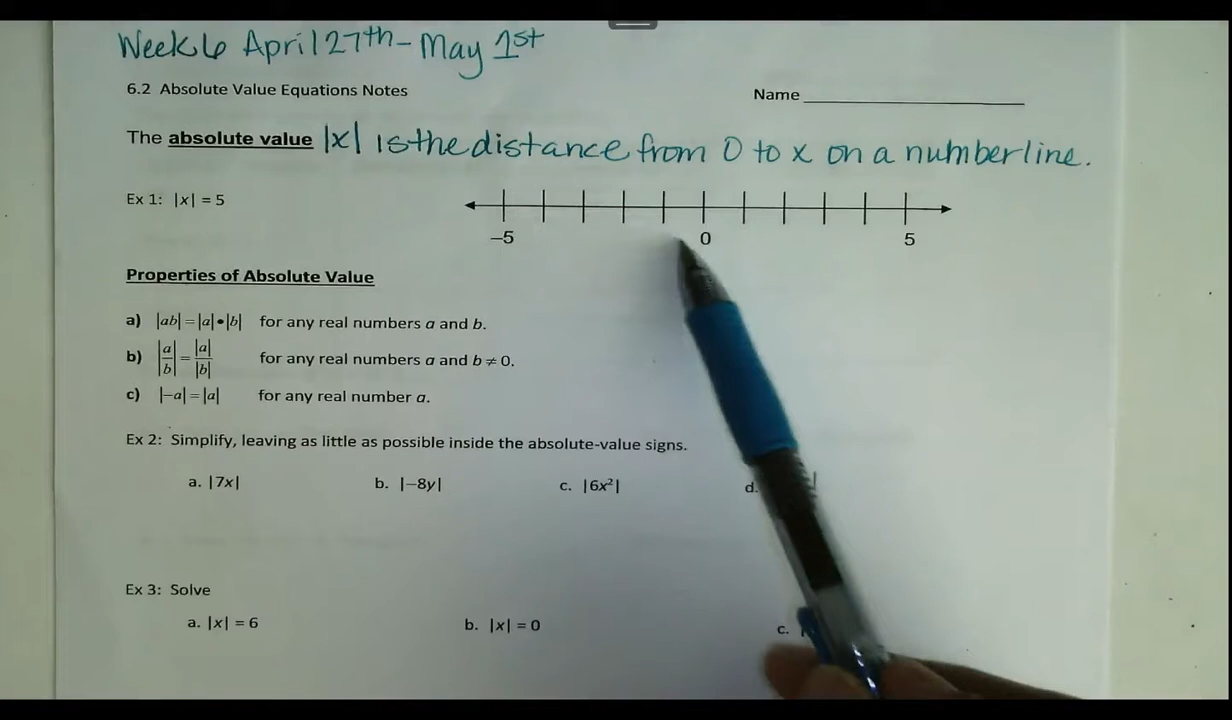 Week 6 April 27th - May 1st
6.2 Absolute Value Equations Notes
Name
The absolute value |x| is the distance from 0 to x on a number line.
Ex 1: |x| = 5
–5 0 5
Properties of Absolute Value
a) |ab| = |a| • |b| for any real numbers a and b.
b) |a/b| = |a|/|b| for any real numbers a and b ≠ 0.
c) |−a| = |a| for any real number a.
Ex 2: Simplify, leaving as little as possible inside the absolute-value signs.
a. |7x| b. |−8y| c. |6x²| d.
Ex 3: Solve
a. |x| = 6 b. |x| = 0 c.